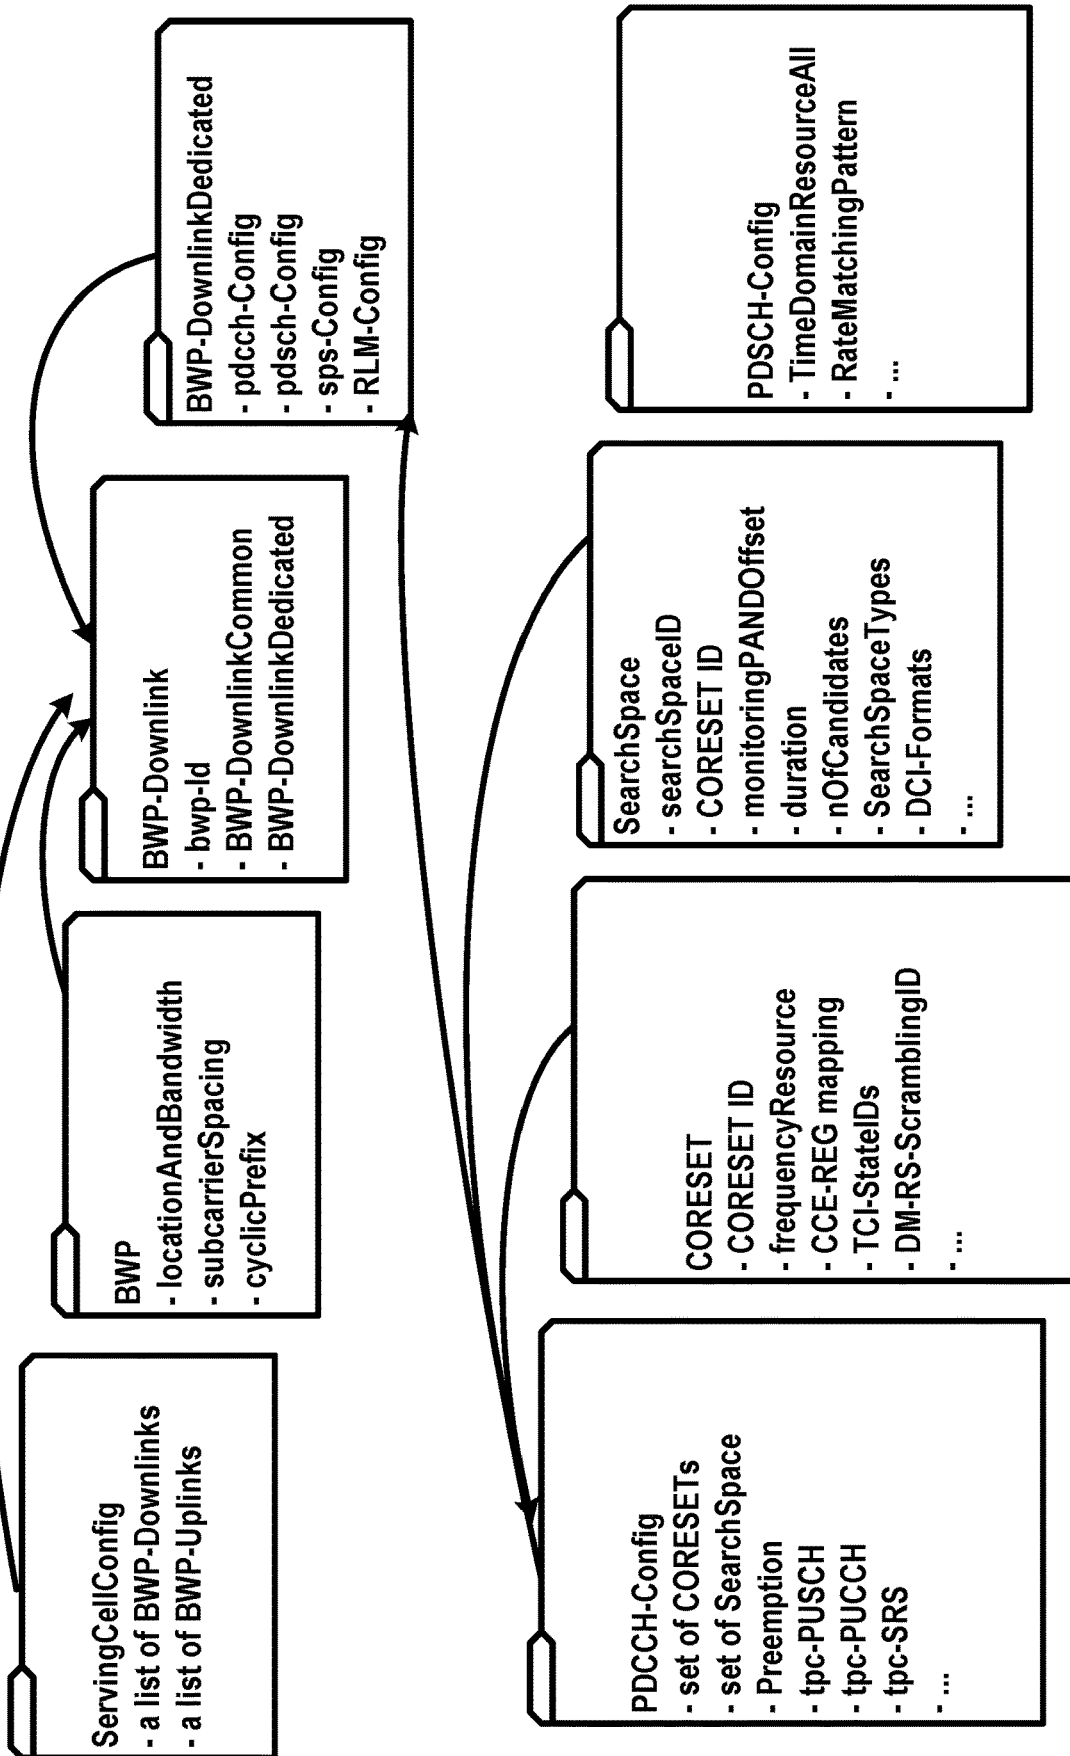 ServingCellConfig
- a list of BWP-Downlinks
- a list of BWP-Uplinks
BWP
- locationAndBandwidth
- subcarrierSpacing
- cyclicPrefix
BWP-Downlink
- bwp-Id
- BWP-DownlinkCommon
- BWP-DownlinkDedicated
BWP-DownlinkDedicated
- pdcch-Config
- pdsch-Config
- sps-Config
- RLM-Config
PDCCH-Config
- set of CORESETs
- set of SearchSpace
- Preemption
- tpc-PUSCH
- tpc-PUCCH
- tpc-SRS
- ...
CORESET
- CORESET ID
- frequencyResource
- CCE-REG mapping
- TCI-StateIDs
- DM-RS-ScramblingID
- ...
SearchSpace
- searchSpaceID
- CORESET ID
- monitoringPANDOffset
- duration
- nOfCandidates
- SearchSpaceTypes
- DCI-Formats
- ...
PDSCH-Config
- TimeDomainResourceAll
- RateMatchingPattern
- ...